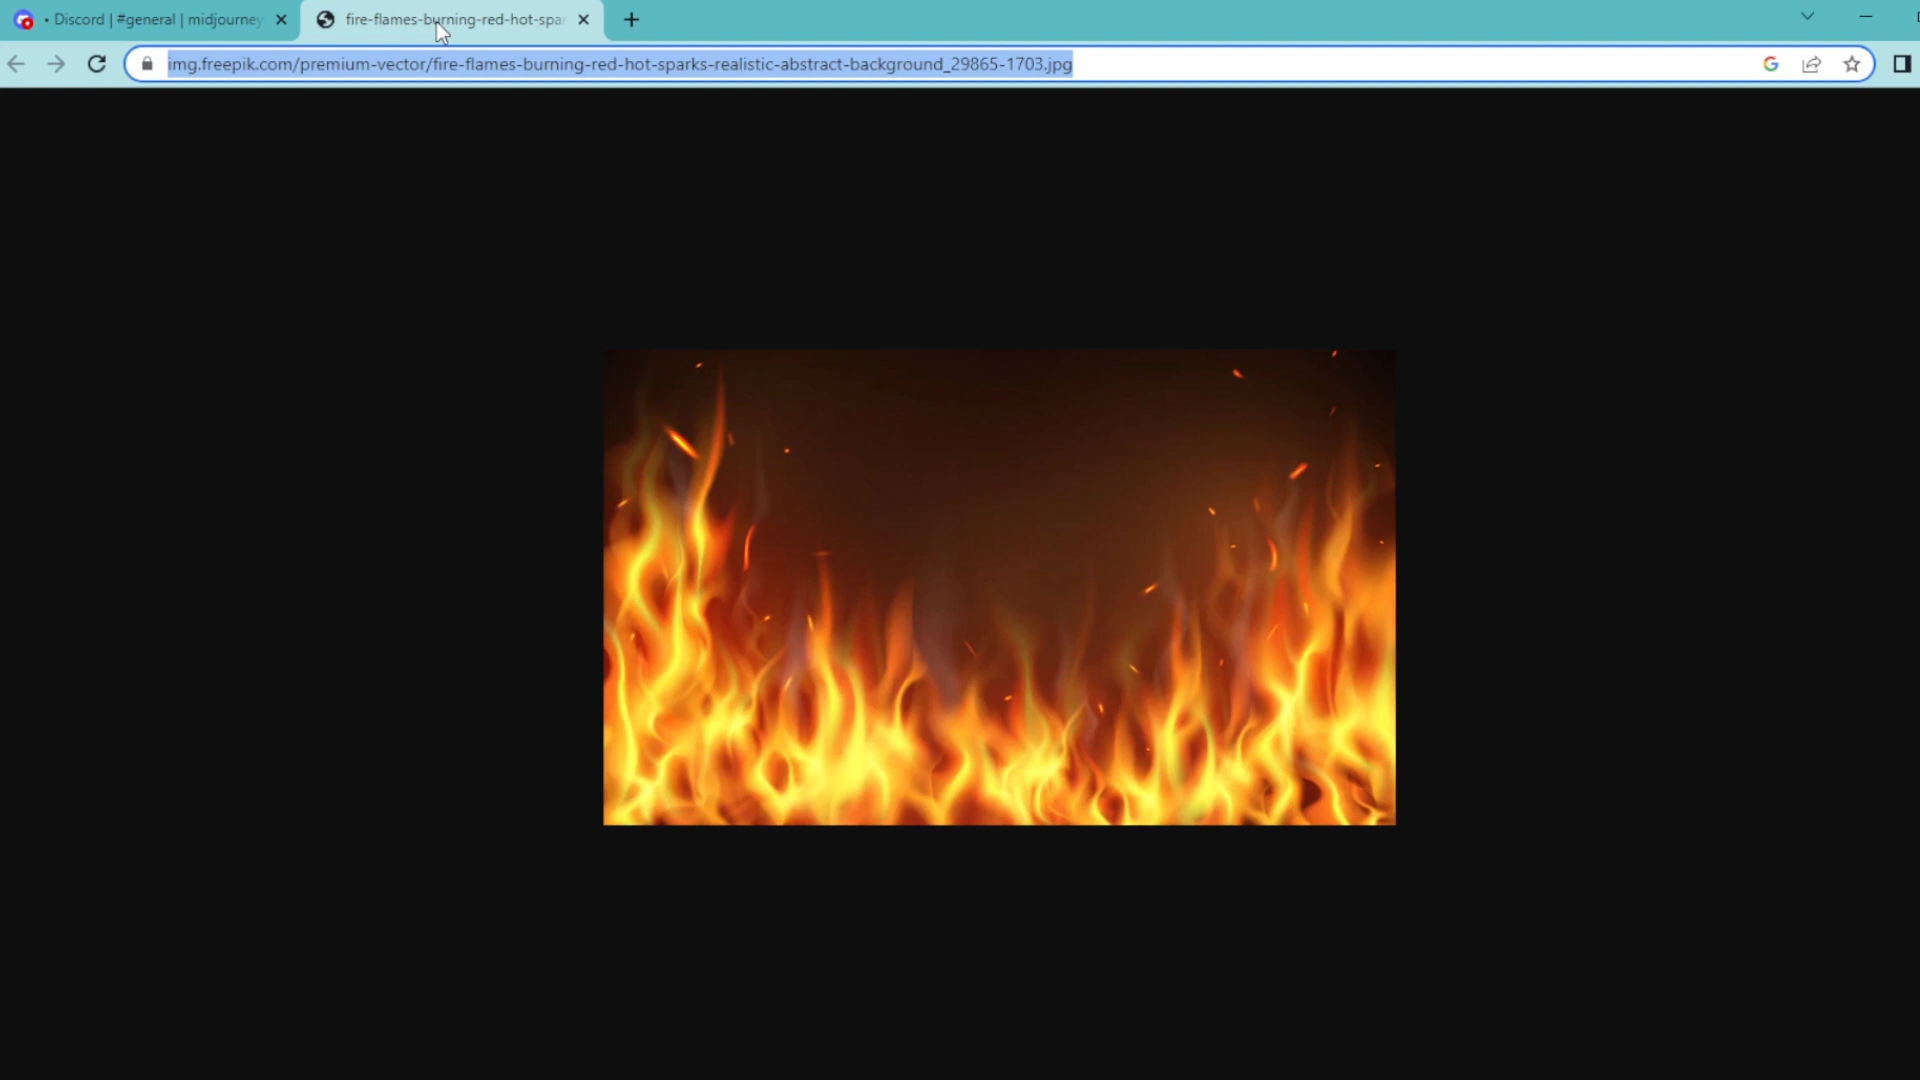 • Discord | #general | midjourney
fire-flames-burning-red-hot-spar
img.freepik.com/premium-vector/fire-flames-burning-red-hot-sparks-realistic-abstract-background_29865-1703.jpg